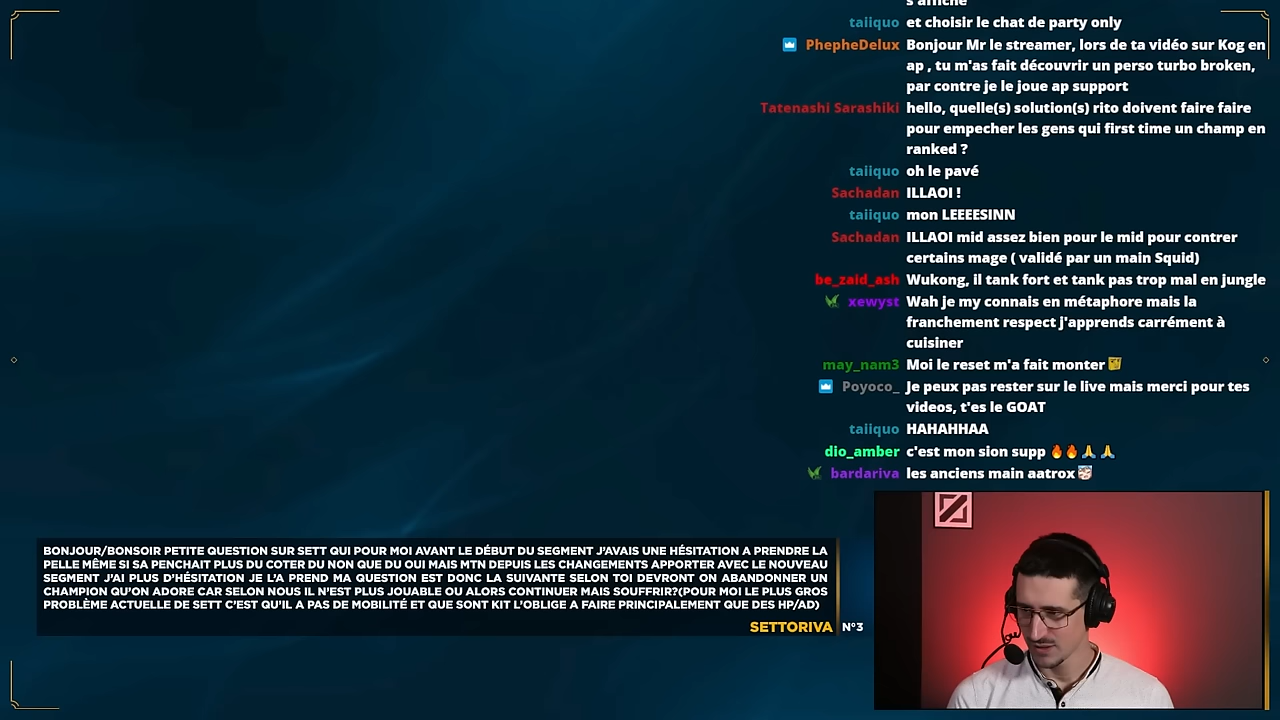 s'affiche
taiiquo et choIsir le chat de party only
PhepheDelux Bonjour Mr le streamer, lors de ta vidéo sur Kog en
ap , tu m'as fait découvrir un perso turbo broken,
par contre je le joue ap support
Tatenashi Sarashiki hello, quelle(s) solution(s) rito doivent faire faire
pour empecher les gens qui first time un champ en
ranked ?
taiiquo oh le pavé
Sachadan ILLAOI !
taiiquo mon LEEEESINN
Sachadan ILLAOI mid assez bien pour le mid pour contrer
certains mage ( validé par un main Squid)
be_zaid_ash Wukong, il tank fort et tank pas trop mal en jungle
xewyst Wah je my connais en métaphore mais la
franchement respect j'apprends carrément à
cuisiner
may_nam3 Moi le reset m'a fait monter
Poyoco_ Je peux pas rester sur le live mais merci pour tes
videos, t'es le GOAT
taiiquo HAHAHHAA
dio_amber c'est mon sion supp 🔥🔥🙏🙏
bardariva les anciens main aatrox
BONJOUR/BONSOIR PETITE QUESTION SUR SETT QUI POUR MOI AVANT LE DÉBUT DU SEGMENT J'AVAIS UNE HÉSITATION A PRENDRE LA
PELLE MÊME SI SA PENCHAIT PLUS DU COTER DU NON QUE DU OUI MAIS MTN DEPUIS LES CHANGEMENTS APPORTER AVEC LE NOUVEAU
SEGMENT J'AI PLUS D'HÉSITATION JE L'A PREND MA QUESTION EST DONC LA SUIVANTE SELON TOI DEVRONT ON ABANDONNER UN
CHAMPION QU'ON ADORE CAR SELON NOUS IL N'EST PLUS JOUABLE OU ALORS CONTINUER MAIS SOUFFRIR?(POUR MOI LE PLUS GROS
PROBLÈME ACTUELLE DE SETT C'EST QU'IL A PAS DE MOBILITÉ ET QUE SONT KIT L'OBLIGE A FAIRE PRINCIPALEMENT QUE DES HP/AD)
SETTORIVA N°3